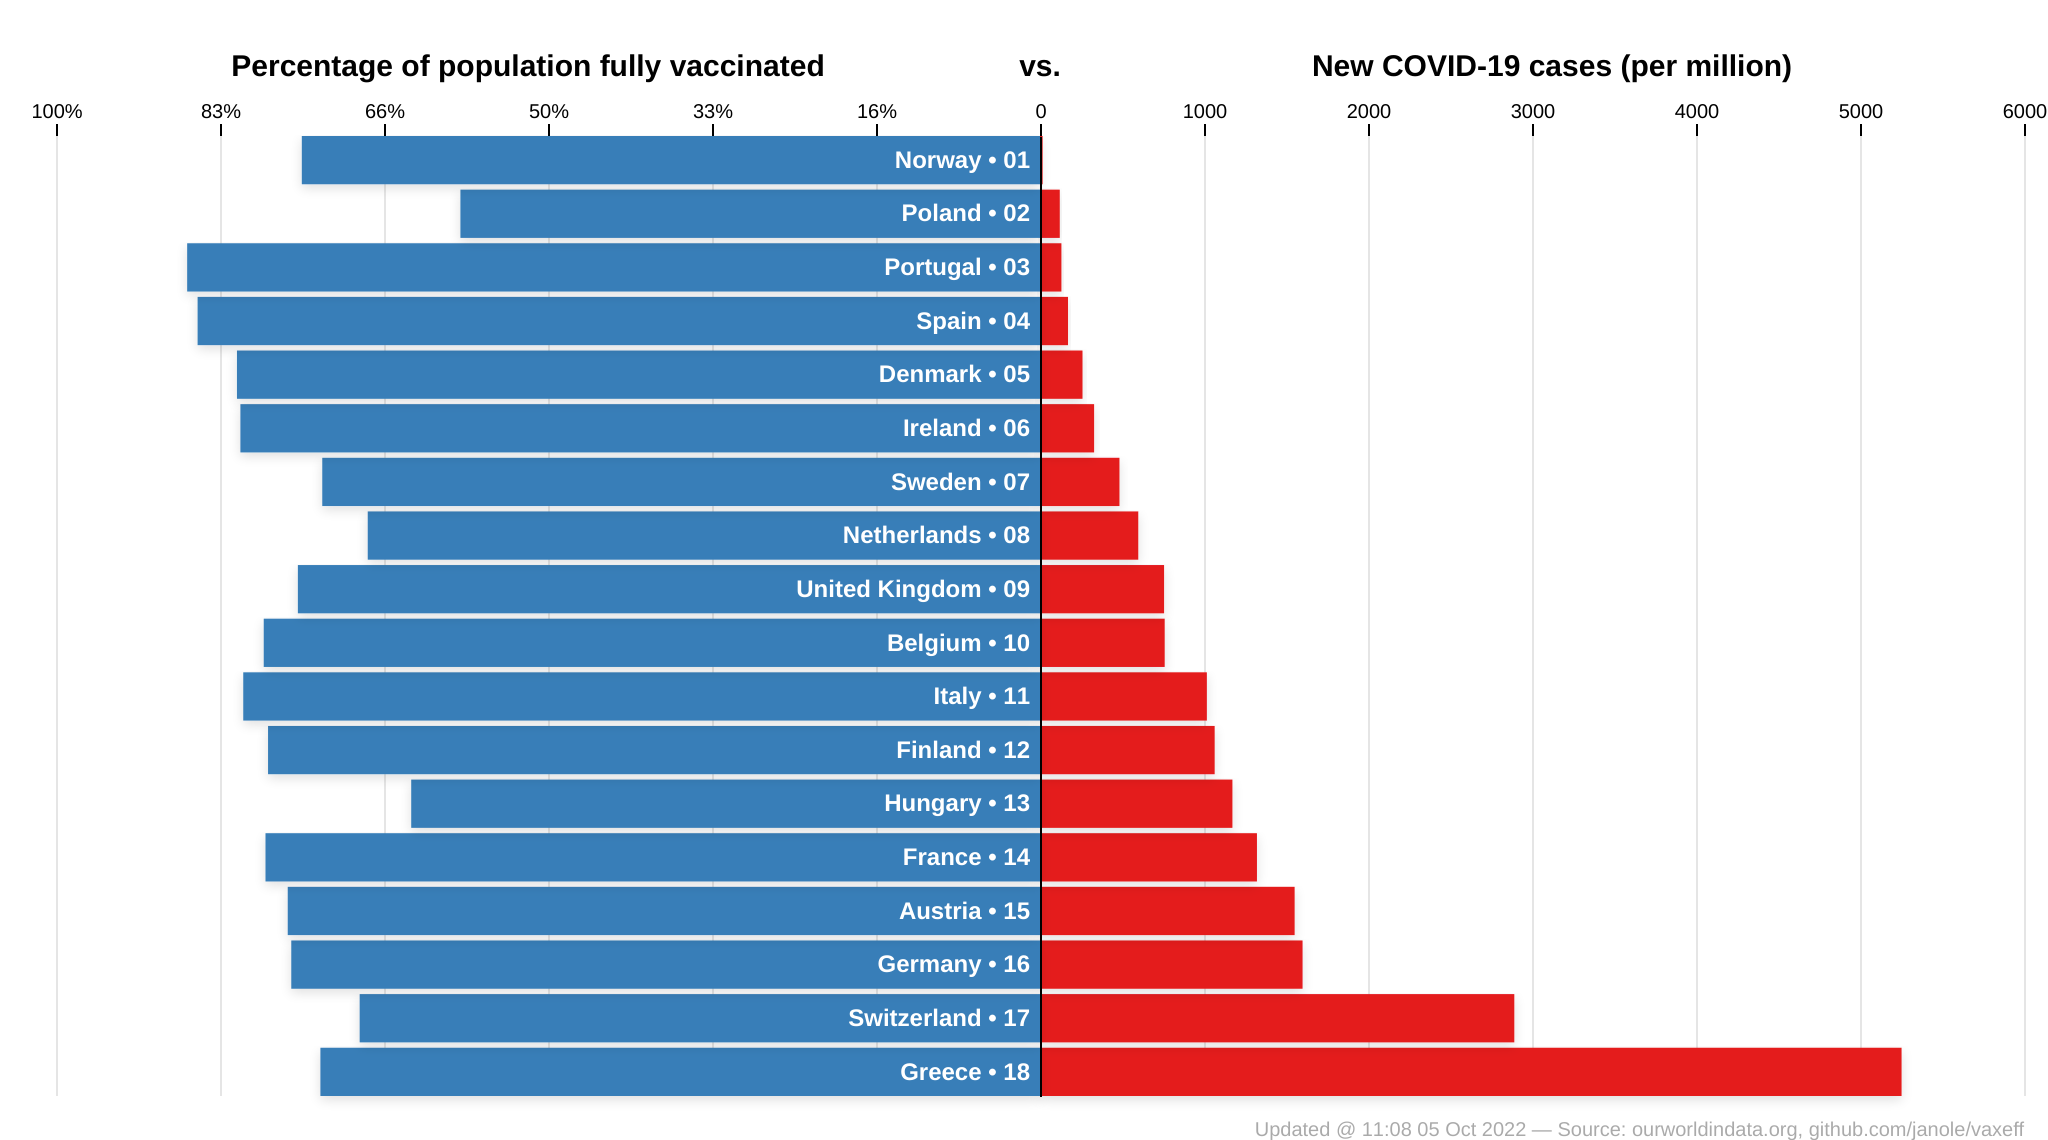 Percentage of population fully vaccinated vs. New COVID-19 cases (per million)
100% 83% 66% 50% 33% 16% 0 1000 2000 3000 4000 5000 6000
Norway • 01
Poland • 02
Portugal • 03
Spain • 04
Denmark • 05
Ireland • 06
Sweden • 07
Netherlands • 08
United Kingdom • 09
Belgium • 10
Italy • 11
Finland • 12
Hungary • 13
France • 14
Austria • 15
Germany • 16
Switzerland • 17
Greece • 18
Updated @ 11:08 05 Oct 2022 — Source: ourworldindata.org, github.com/janole/vaxeff